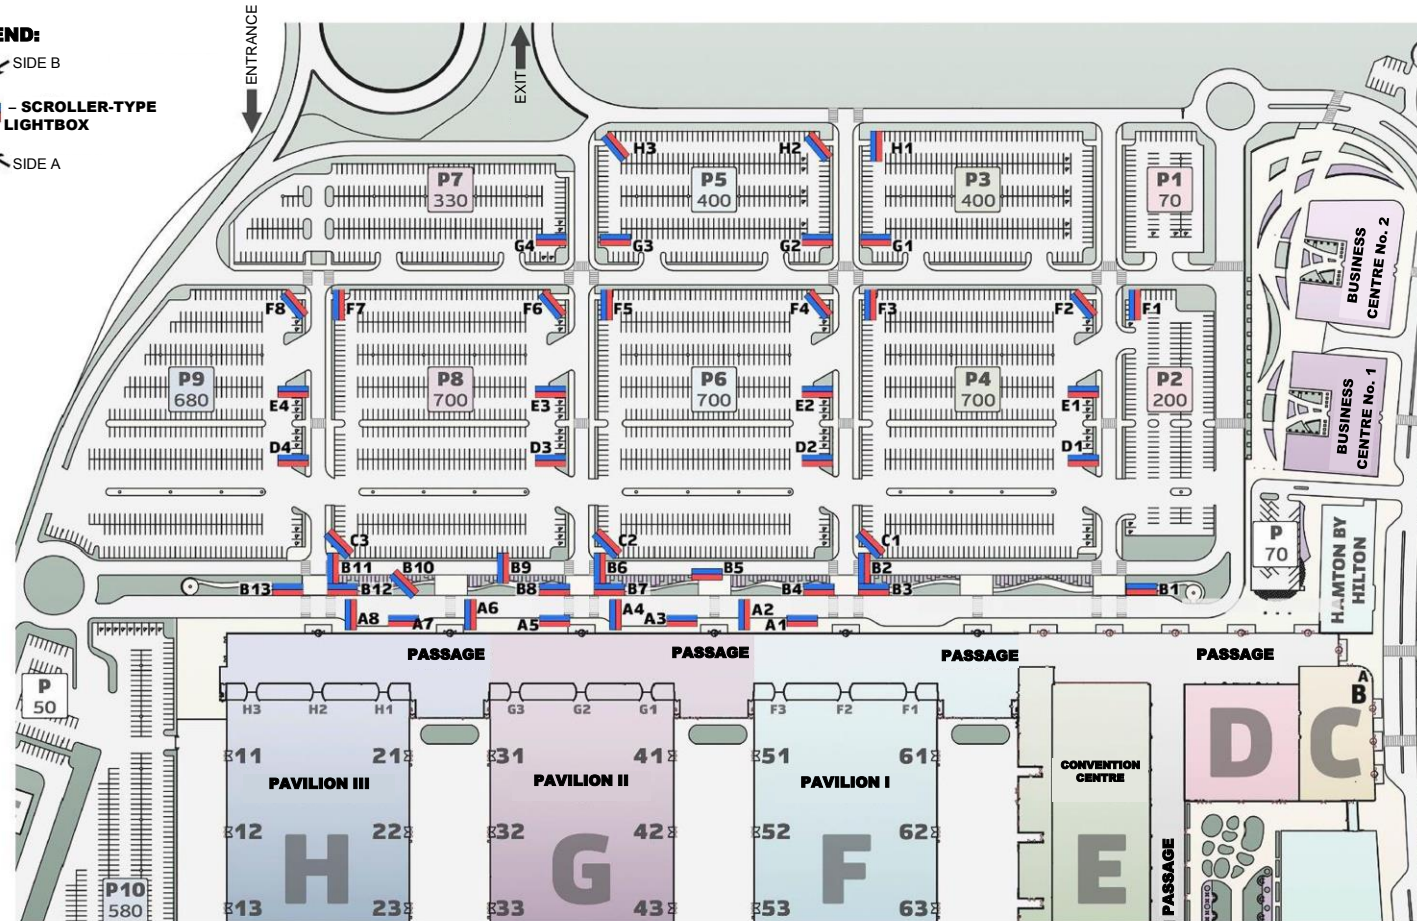 END:
SIDE B
– SCROLLER-TYPE
LIGHTBOX
SIDE A
ENTRANCE
EXIT
H3
H2
H1
P7
330
P5
400
P3
400
P1
70
G4
G3
G2
G1
BUSINESS
CENTRE No. 2
F8
F7
F6
F5
F4
F3
F2
F1
P9
680
P8
700
P6
700
P4
700
P2
200
BUSINESS
CENTRE No. 1
E4
E3
E2
E1
D4
D3
D2
D1
C3
C2
C1
P
70
HAMTON BY
HILTON
B11
B10
B9
B6
B5
B2
B13
B12
B8
B7
B4
B3
B1
A8
A7
A6
A5
A4
A3
A2
A1
PASSAGE
PASSAGE
PASSAGE
PASSAGE
P
50
A
B
H3
H2
H1
G3
G2
G1
F3
F2
F1
D
C
11
21
31
41
51
61
PAVILION III
PAVILION II
PAVILION I
CONVENTION
CENTRE
12
22
32
42
52
62
H
G
F
E
PASSAGE
P10
580
13
23
33
43
53
63